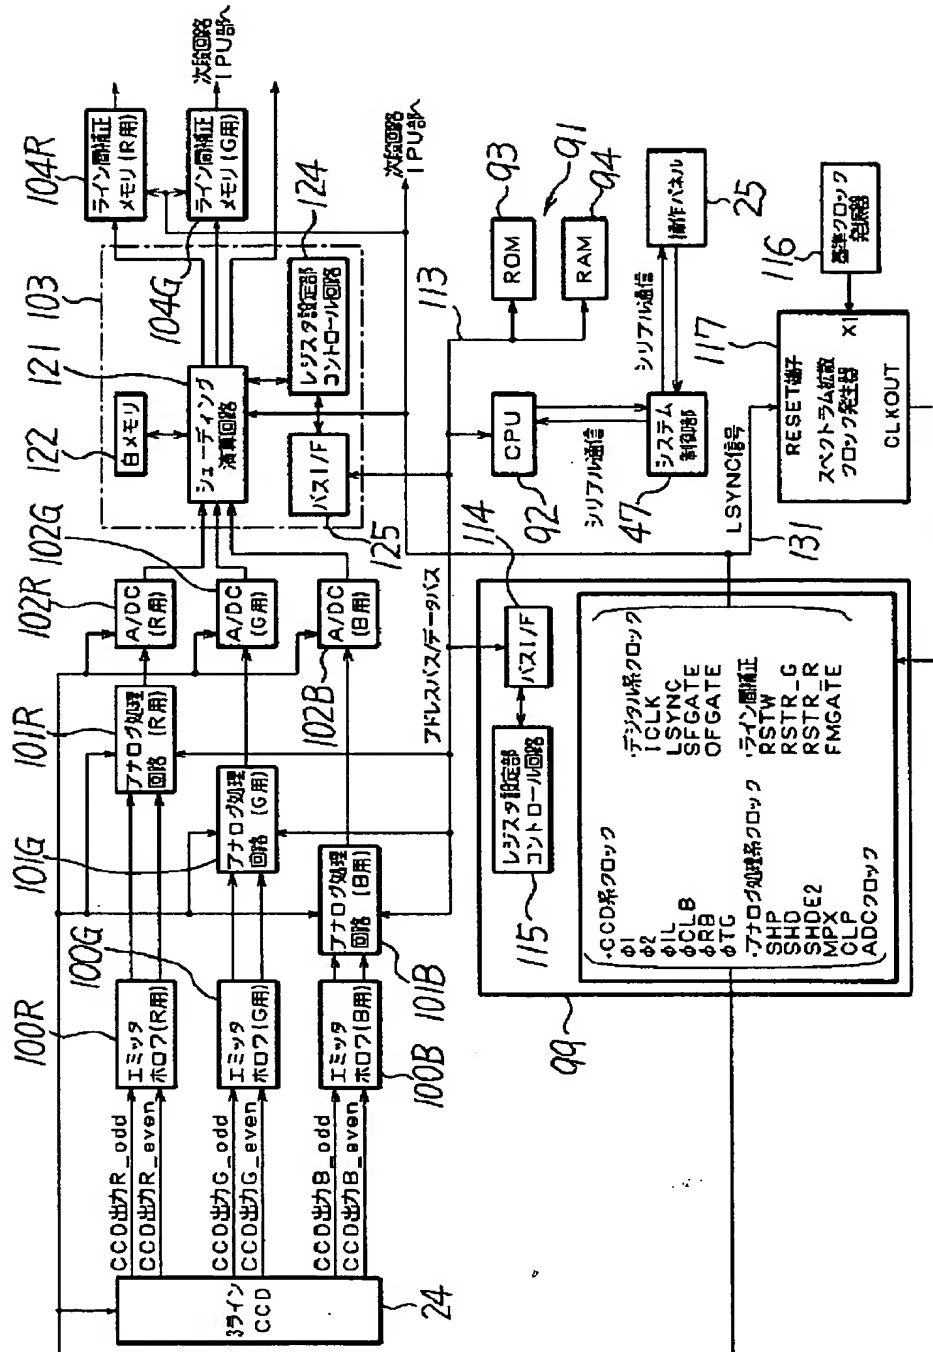 CCD出力R_odd
CCD出力R_even
CCD出力G_odd
CCD出力G_even
CCD出力B_odd
CCD出力B_even
3ライン
CCD
24
100R
エミッタ
ホロワ(R用)
100G
エミッタ
ホロワ(G用)
エミッタ
ホロワ(B用)
100B
101R
アナログ処理
回路 (R用)
101G
アナログ処理
回路 (G用)
アナログ処理
回路 (B用)
101B
102R
A/DC
(R用)
102G
A/DC
(G用)
A/DC
(B用)
102B
103
121
122
白メモリ
シェーディング
演算回路
124
レジスタ設定部
コントロール回路
バスI/F
125
104R
ライン間補正
メモリ(R用)
104G
ライン間補正
メモリ(G用)
次段回路
IPU部へ
次段回路
IPU部へ
アドレスバス/データバス
113
ROM
93
91
RAM
94
CPU
92
シリアル通信
システム
制御部
47
シリアル通信
操作パネル
25
114
バスI/F
レジスタ設定部
コントロール回路
115
99
・CCD系クロック
φ1
φ2
φIL
φCLB
φRB
φTG
・アナログ処理系クロック
SHP
SHD
SHDE2
MPX
CLP
ADCクロック
・デジタル系クロック
ICLK
LSYNC
SFGATE
OFGATE
・ライン間補正
RSTW
RSTR_G
RSTR_R
FMGATE
131
LSYNC信号
117
RESET端子
スペクトラム拡散
クロック発生器
X1
CLKOUT
116
基準クロック
発振器